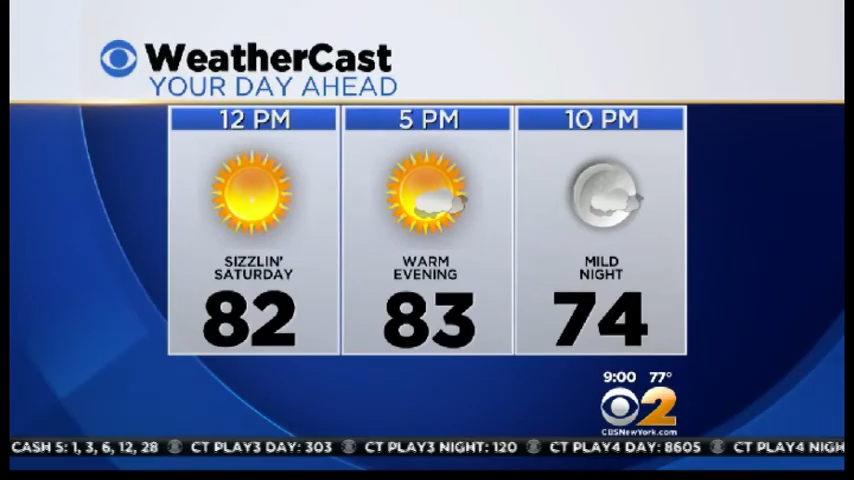 WeatherCast
YOUR DAY AHEAD
12 PM
5 PM
10 PM
SIZZLIN'
SATURDAY
82
WARM
EVENING
83
MILD
NIGHT
74
9:00 77°
2
CBSNewYork.com
CASH 5: 1, 3, 6, 12, 28 CT PLAY3 DAY: 303 CT PLAY3 NIGHT: 120 CT PLAY4 DAY: 8605 CT PLAY4 NIGH